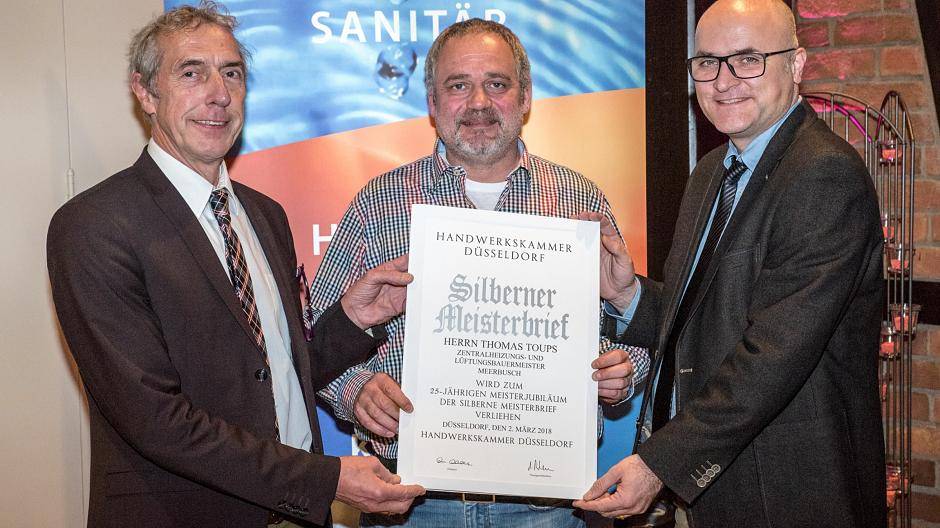 SANITÄR
H
HANDWERKSKAMMER
DÜSSELDORF
Silberner
Meisterbrief
HERRN THOMAS TOUPS
ZENTRALHEIZUNGS- UND
LÜFTUNGSBAUERMEISTER
MEERBUSCH
WIRD ZUM
25-JÄHRIGEN MEISTERJUBILÄUM
DER SILBERNE MEISTERBRIEF
VERLIEHEN
DÜSSELDORF, DEN 2. MÄRZ 2018
HANDWERKSKAMMER DÜSSELDORF